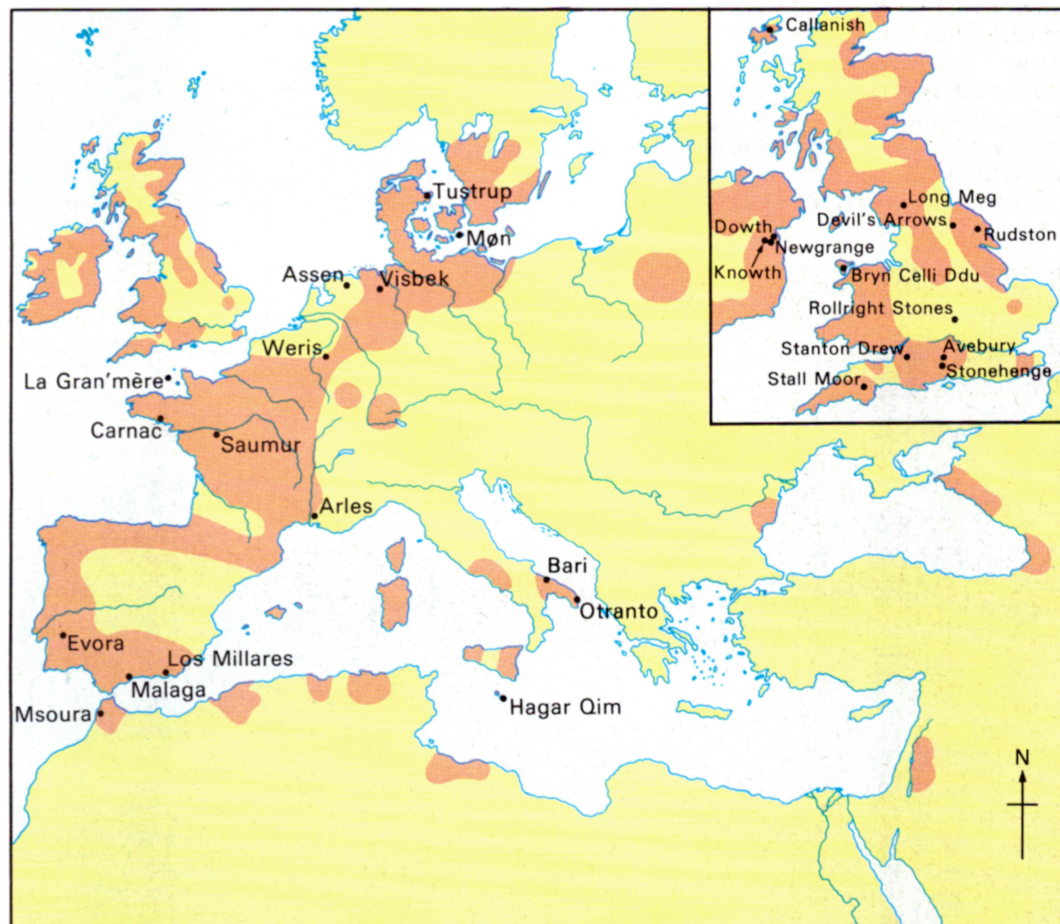 Callanish
Long Meg
Devil's Arrows
Rudston
Dowth
Newgrange
Knowth
Bryn Celli Ddu
Rollright Stones
Stanton Drew
Avebury
Stonehenge
Stall Moor
Tustrup
Møn
Assen
Visbek
Weris
La Gran'mère
Carnac
Saumur
Arles
Bari
Otranto
Evora
Los Millares
Malaga
Msoura
Hagar Qim
N